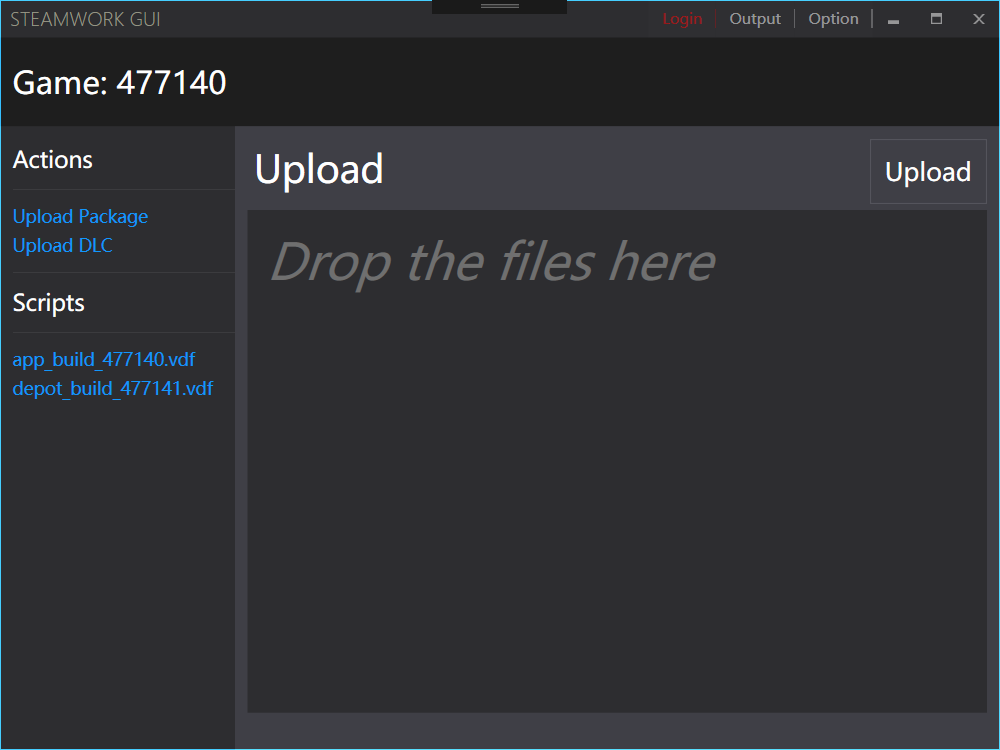 STEAMWORK GUI
Login
Output
Option
Game: 477140
Actions
Upload Package
Upload DLC
Scripts
app_build_477140.vdf
depot_build_477141.vdf
Upload
Upload
Drop the files here